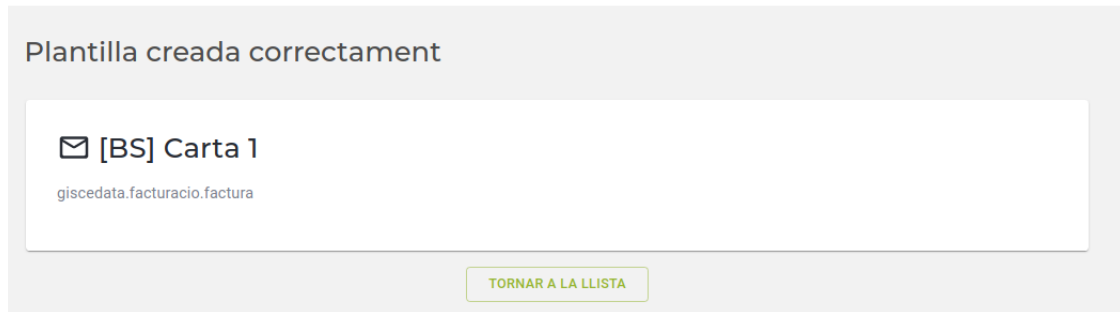 Plantilla creada correctament
[BS] Carta 1
giscedata.facturacio.factura
TORNAR A LA LLISTA